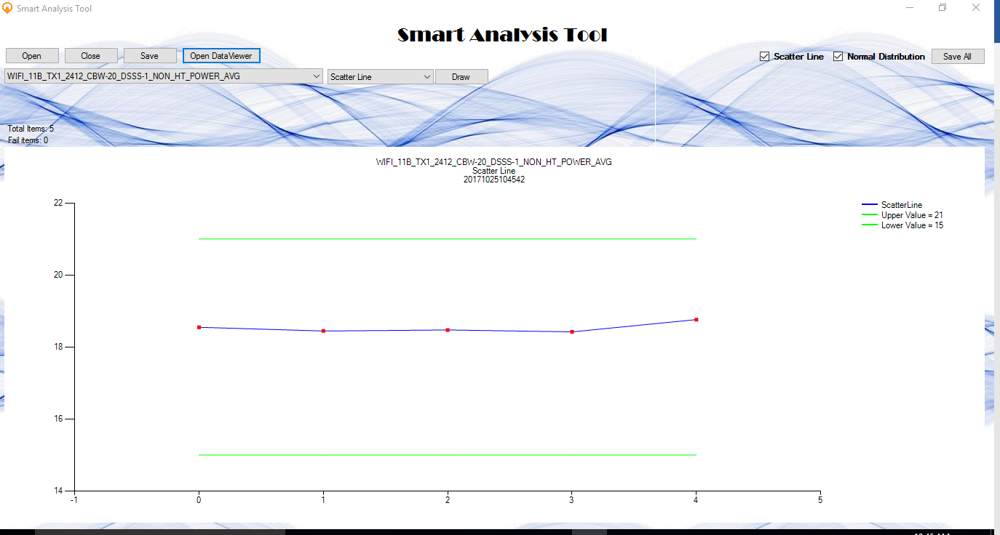 Smart Analysis Tool
Smart Analysis Tool
Open Close Save Open DataViewer Scatter Line Normal Distribution Save All
WIFI_11B_TX1_2412_CBW-20_DSSS-1_NON_HT_POWER_AVG Scatter Line Draw
Total Items: 5
Fail items: 0
WIFI_11B_TX1_2412_CBW-20_DSSS-1_NON_HT_POWER_AVG
Scatter Line
20171025104542
ScatterLine
Upper Value = 21
Lower Value = 15
22
20
18
16
14
-1 0 1 2 3 4 5